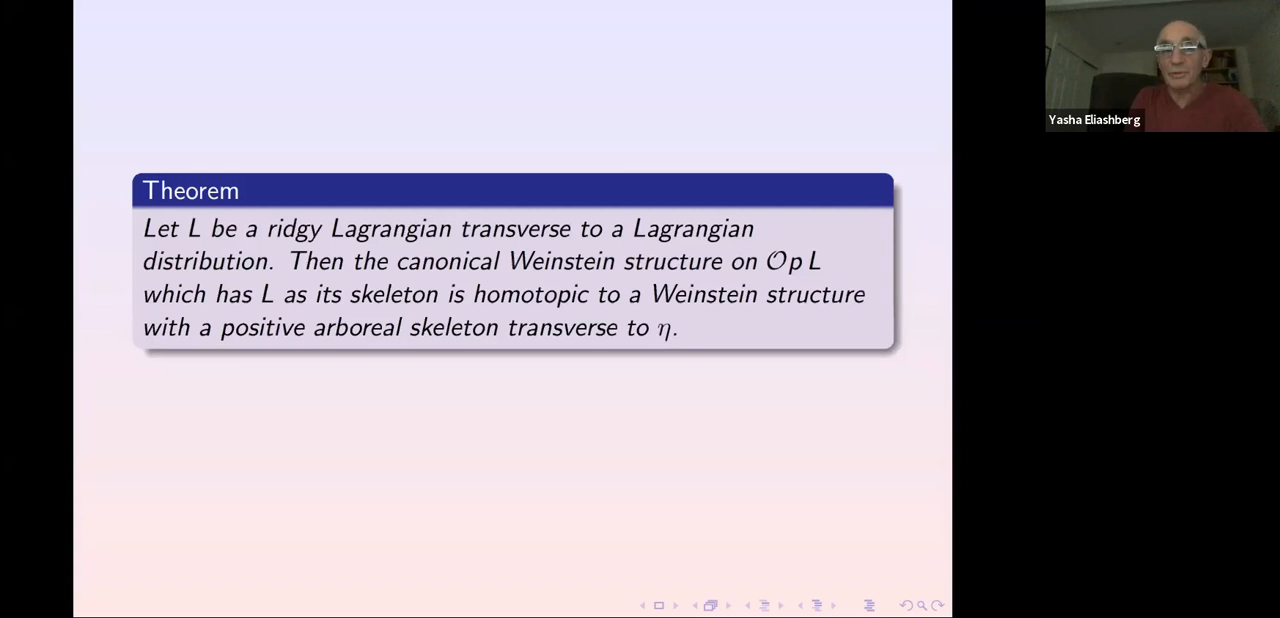 Theorem
Let L be a ridgy Lagrangian transverse to a Lagrangian
distribution. Then the canonical Weinstein structure on 𝒪p L
which has L as its skeleton is homotopic to a Weinstein structure
with a positive arboreal skeleton transverse to η.
Yasha Eliashberg